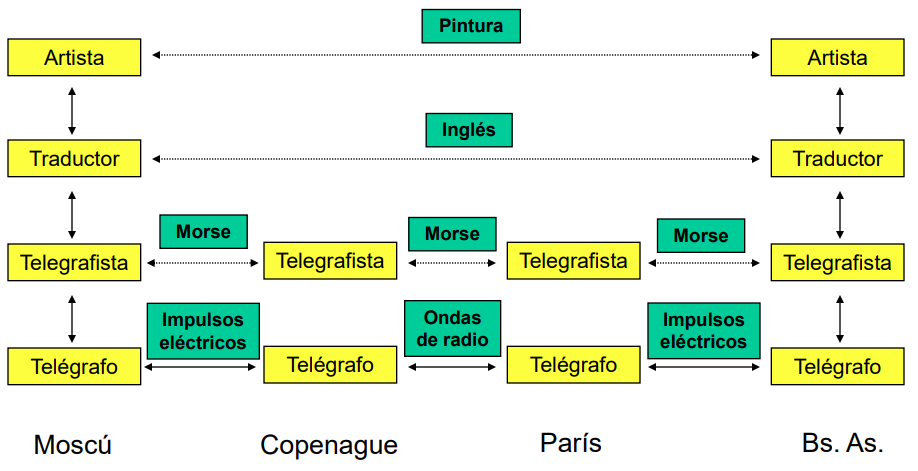 Pintura
Artista
Artista
Inglés
Traductor
Traductor
Morse
Morse
Morse
Telegrafista
Telegrafista
Telegrafista
Telegrafista
Impulsos
eléctricos
Ondas
de radio
Impulsos
eléctricos
Telégrafo
Telégrafo
Telégrafo
Telégrafo
Moscú
Copenague
París
Bs. As.